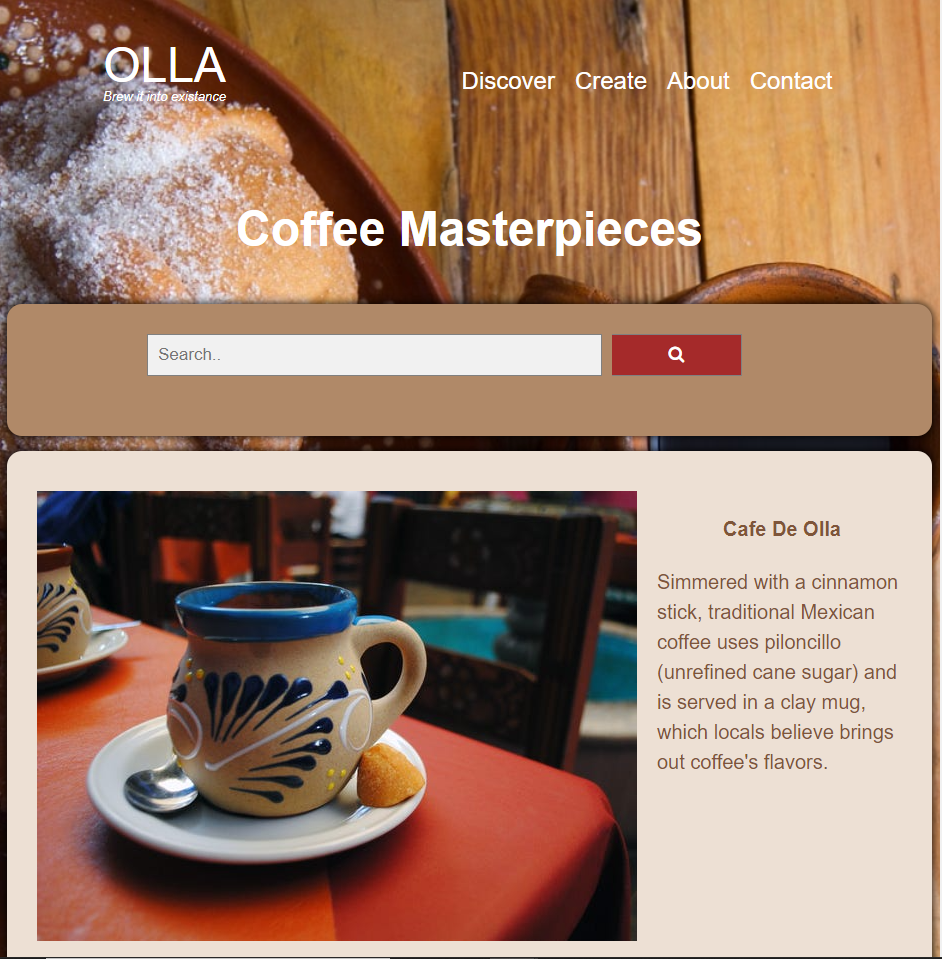 OLLA
Brew it into existance
Discover Create About Contact
Coffee Masterpieces
Search..
Cafe De Olla
Simmered with a cinnamon
stick, traditional Mexican
coffee uses piloncillo
(unrefined cane sugar) and
is served in a clay mug,
which locals believe brings
out coffee's flavors.